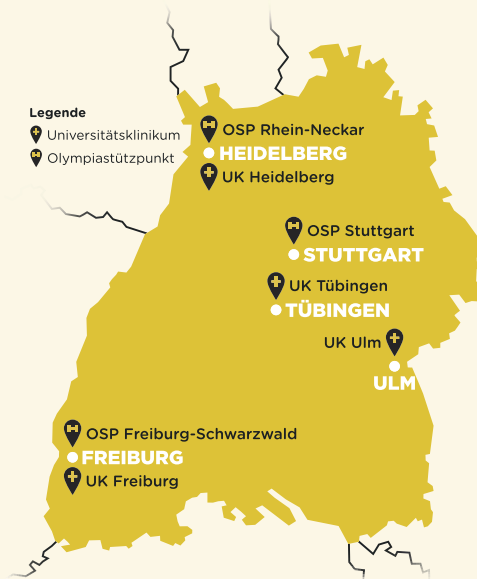 Legende
Universitätsklinikum
Olympiastützpunkt
OSP Rhein-Neckar
HEIDELBERG
UK Heidelberg
OSP Stuttgart
STUTTGART
UK Tübingen
TÜBINGEN
UK Ulm
ULM
OSP Freiburg-Schwarzwald
FREIBURG
UK Freiburg